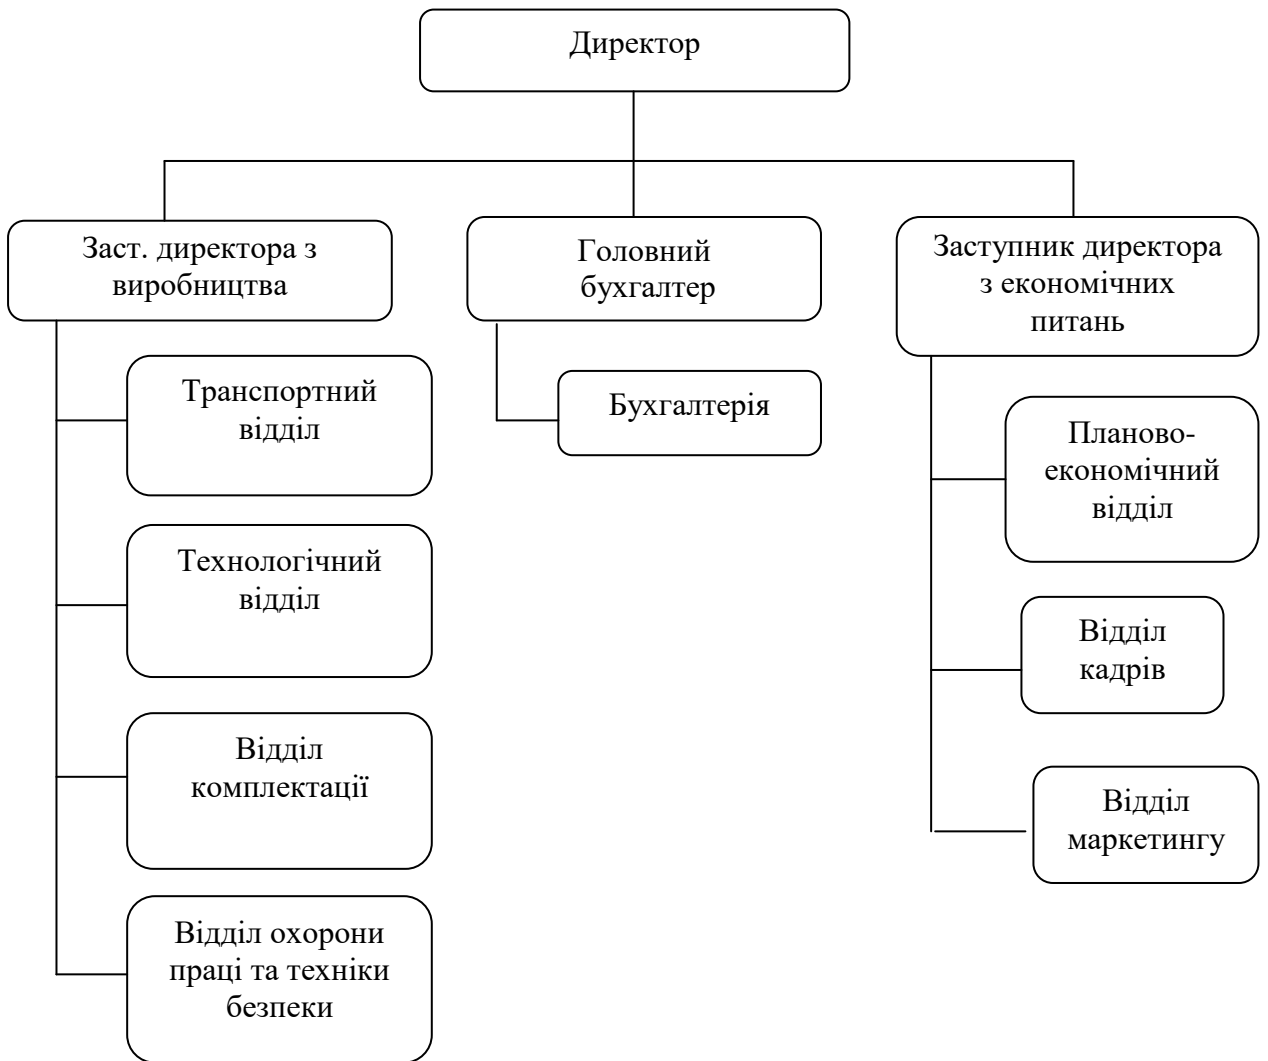 Директор
Заст. директора з
виробництва
Головний
бухгалтер
Заступник директора
з економічних
питань
Транспортний
відділ
Бухгалтерія
Планово-
економічний
відділ
Технологічний
відділ
Відділ
кадрів
Відділ
комплектації
Відділ
маркетингу
Відділ охорони
праці та техніки
безпеки